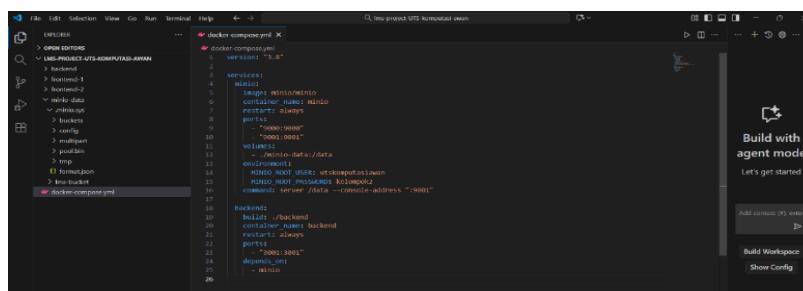 File Edit Selection View Go Run Terminal Help
lms-project-UTS-komputasi-awan
EXPLORER
OPEN EDITORS
LMS-PROJECT-UTS-KOMPUTASI-AWAN
backend
frontend-1
frontend-2
minio-data
.minio.sys
buckets
config
multipart
pool.bin
tmp
format.json
lms-bucket
docker-compose.yml
docker-compose.yml
docker-compose.yml
1 version: "3.8"
2
3 services:
4 minio:
5 image: minio/minio
6 container_name: minio
7 restart: always
8 ports:
9 - "9000:9000"
10 - "9001:9001"
11 volumes:
12 - ./minio-data:/data
13 environment:
14 MINIO_ROOT_USER: utskomputasiawan
15 MINIO_ROOT_PASSWORD: kelompok2
16 command: server /data --console-address ":9001"
17
18 backend:
19 build: ./backend
20 container_name: backend
21 restart: always
22 ports:
23 - "3001:3001"
24 depends_on:
25 - minio
26
Build with
agent mode
Let's get started
Add context (#), exte
Build Workspace
Show Config